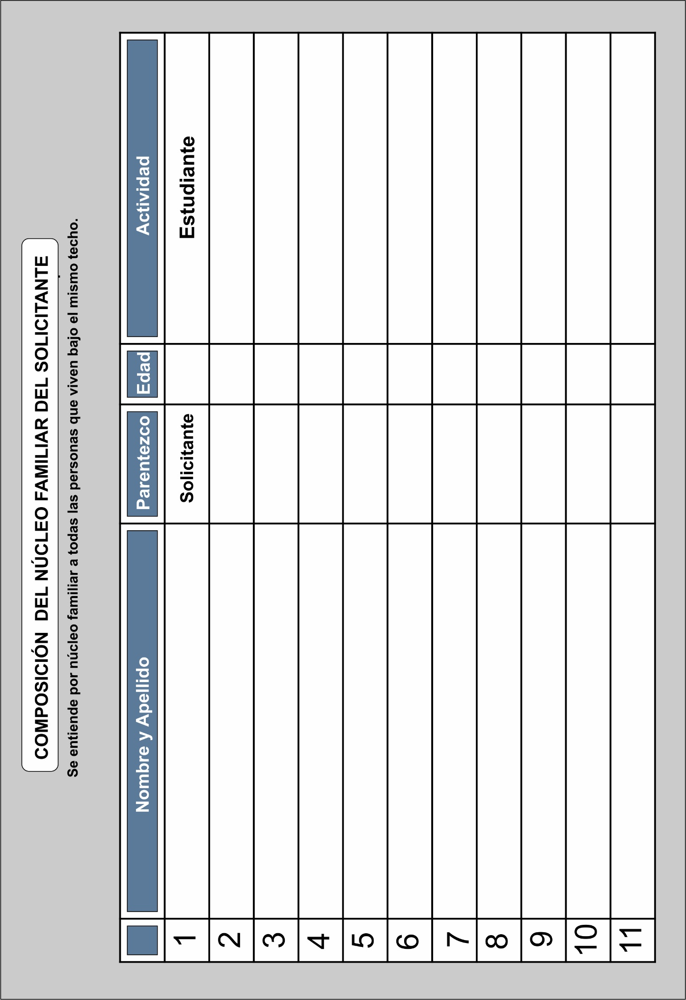 COMPOSICIÓN  DEL NÚCLEO FAMILIAR DEL SOLICITANTE
Se entiende por núcleo familiar a todas las personas que viven bajo el mismo techo.
Nombre y Apellido Parentezco Edad Actividad
1 Solicitante Estudiante
2
3
4
5
6
7
8
9
10
11